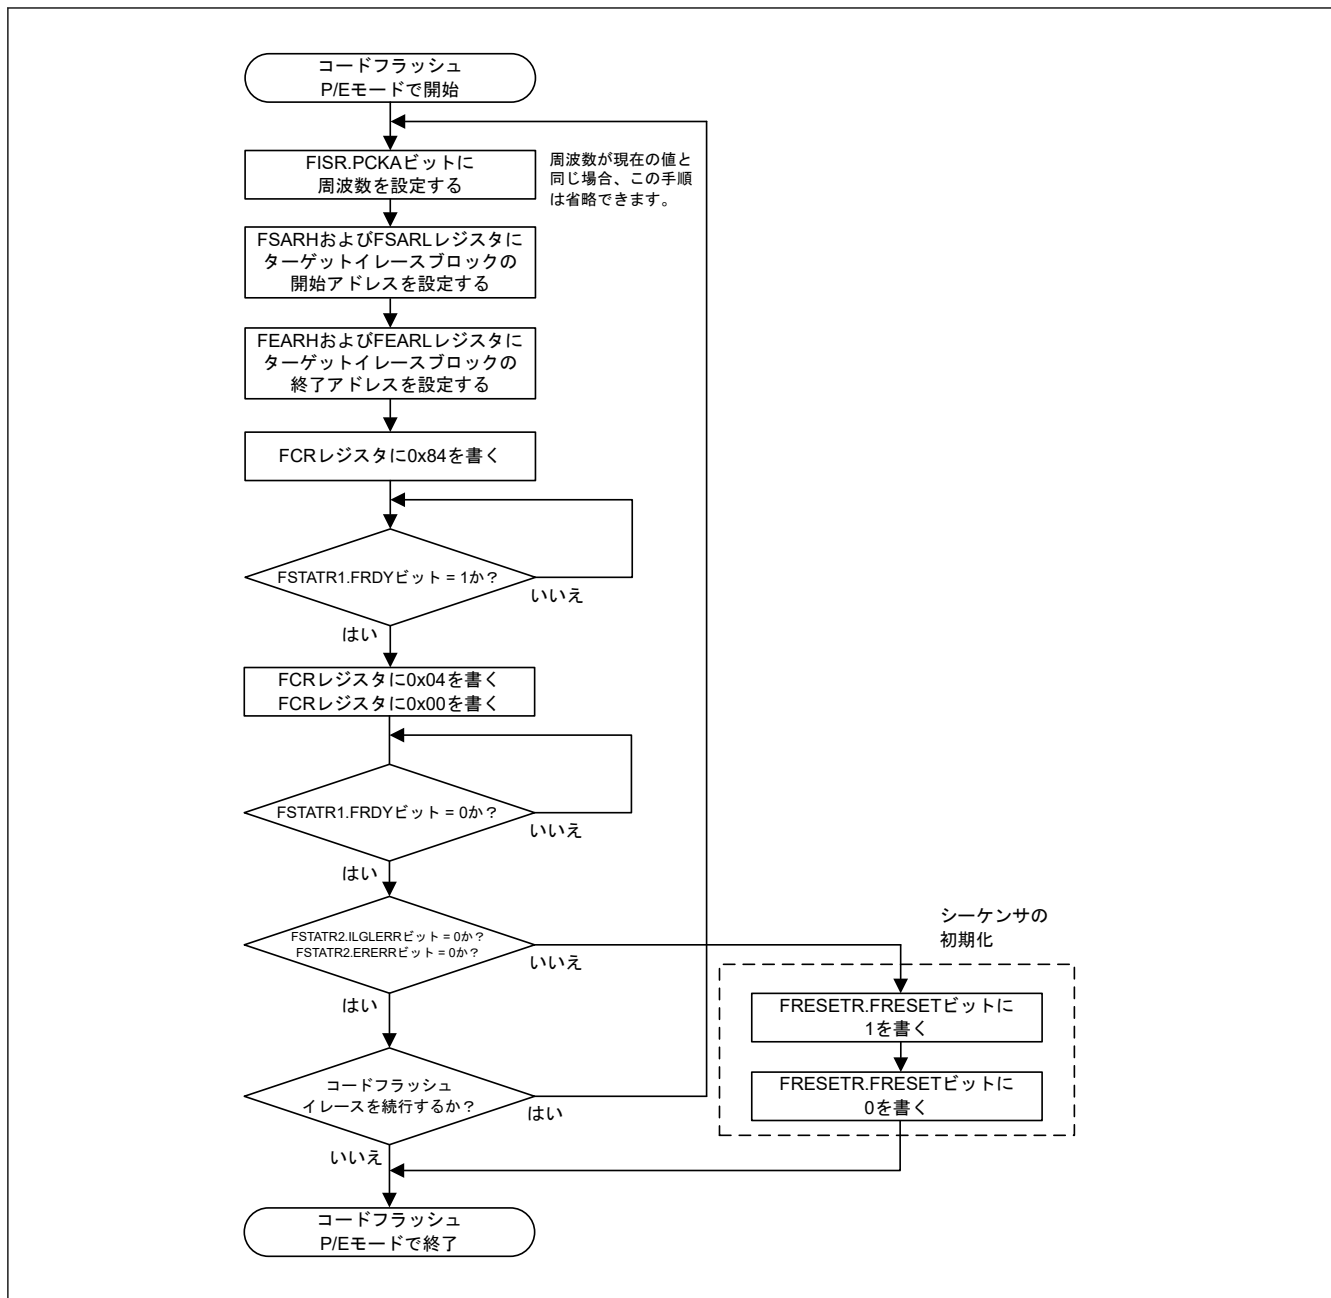 コードフラッシュ
P/Eモードで開始
FISR.PCKAビットに
周波数を設定する
周波数が現在の値と
同じ場合、この手順
は省略できます。
FSARHおよびFSARLレジスタに
ターゲットイレースブロックの
開始アドレスを設定する
FEARHおよびFEARLレジスタに
ターゲットイレースブロックの
終了アドレスを設定する
FCRレジスタに0x84を書く
FSTATR1.FRDYビット = 1か？
いいえ
はい
FCRレジスタに0x04を書く
FCRレジスタに0x00を書く
FSTATR1.FRDYビット = 0か？
いいえ
はい
FSTATR2.ILGLERRビット = 0か？
FSTATR2.ERERRビット = 0か？
いいえ
はい
シーケンサの
初期化
FRESETR.FRESETビットに
1を書く
FRESETR.FRESETビットに
0を書く
コードフラッシュ
イレースを続行するか？
はい
いいえ
コードフラッシュ
P/Eモードで終了